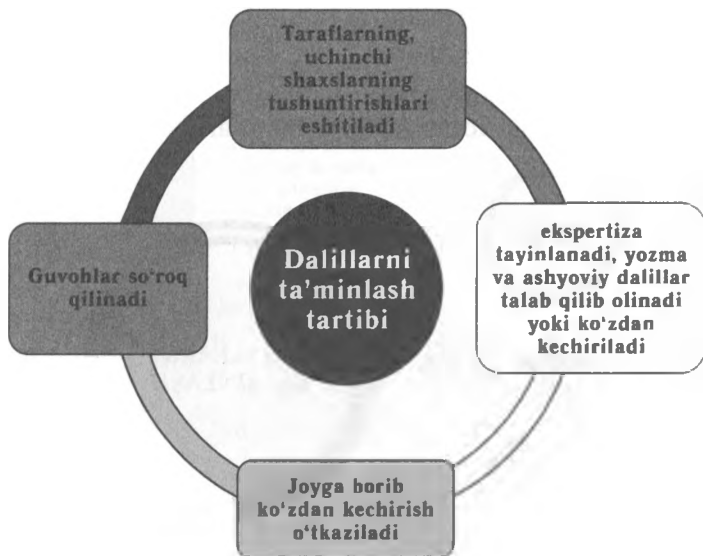 Taraflarning,
uchinchi
shaxslarning
tushuntirishlari
eshitiladi
ekspertiza
tayinlanadi, yozma
va ashyoviy dalillar
talab qilib olinadi
yoki ko‘zdan
kechiriladi
Joyga borib
ko‘zdan kechirish
o‘tkaziladi
Guvohlar so‘roq
qilinadi
Dalillarni
ta’minlash
tartibi